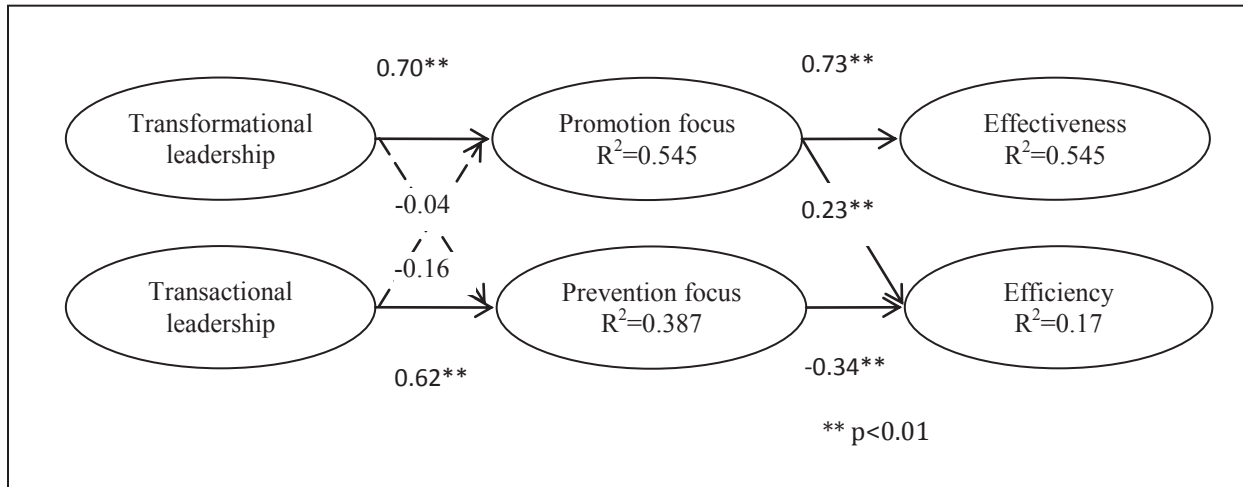 0.70**
0.73**
Transformational
leadership
Promotion focus
R²=0.545
Effectiveness
R²=0.545
-0.04
0.23**
-0.16
Transactional
leadership
Prevention focus
R²=0.387
Efficiency
R²=0.17
0.62**
-0.34**
** p<0.01